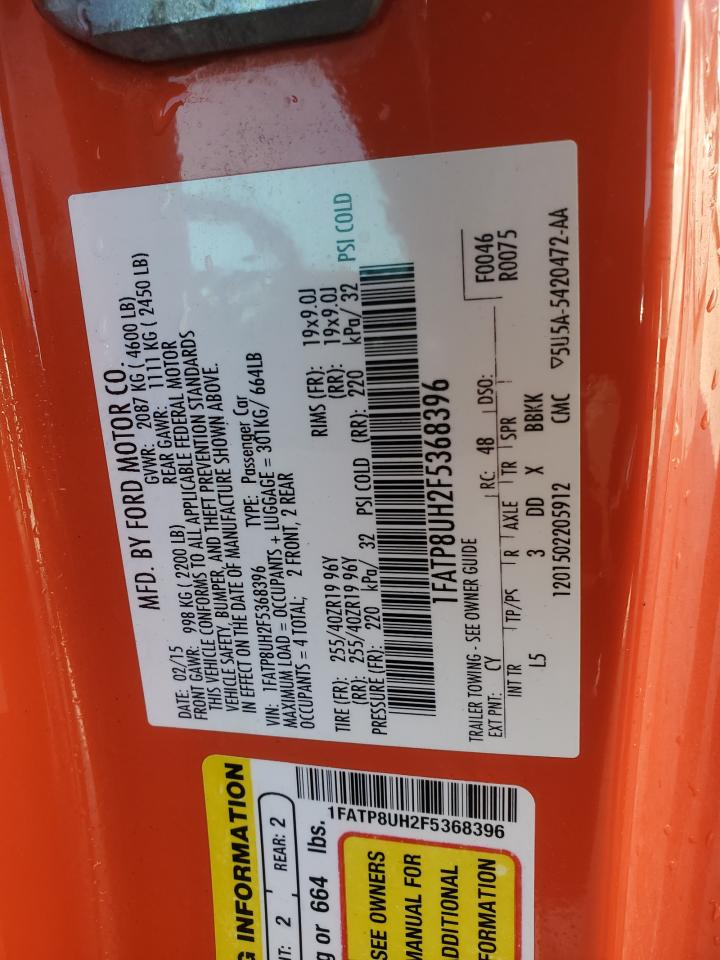 MFD. BY FORD MOTOR CO.
DATE: 02/15 GVWR: 2087 KG ( 4600 LB)
FRONT GAWR: 998 KG ( 2200 LB) REAR GAWR: 1111 KG ( 2450 LB)
THIS VEHICLE CONFORMS TO ALL APPLICABLE FEDERAL MOTOR
VEHICLE SAFETY, BUMPER, AND THEFT PREVENTION STANDARDS
IN EFFECT ON THE DATE OF MANUFACTURE SHOWN ABOVE.
VIN: 1FATP8UH2F5368396 TYPE: Passenger Car
MAXIMUM LOAD = OCCUPANTS + LUGGAGE = 301KG/ 664LB
OCCUPANTS = 4 TOTAL; 2 FRONT, 2 REAR
TIRE (FR): 255/40ZR19 96Y RIMS (FR): 19x9.0J
(RR): 255/40ZR19 96Y (RR): 19x9.0J
PRESSURE (FR): 220 kPa/ 32 PSI COLD (RR): 220 kPa/ 32 PSI COLD
1FATP8UH2F5368396
TRAILER TOWING - SEE OWNER GUIDE F0046
EXT PNT: CY RC: 48 DSO: R0075
INT TR TP/PS R AXLE TR SPR
L5 3 DD X BBKK
1201502205912 CMC ▽5U5A-5420472-AA
G INFORMATION
NT: 2 REAR: 2
g or 664 lbs.
1FATP8UH2F5368396
SEE OWNERS
MANUAL FOR
DDITIONAL
FORMATION